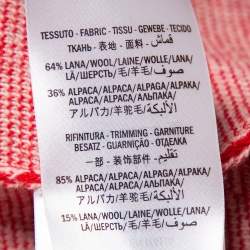 TESSUTO - FABRIC - TISSU - GEWEBE - TECIDO
ТКАНЬ - 表地 - 面料 - قماش
64% LANA/WOOL/LAINE/WOLLE/LANA/
LÃ/ШЕРСТЬ/毛/羊毛/صوف
36% ALPACA/ALPACA/ALPAGA/ALPAKA/
ALPACA/ALPACA/АЛЬПАКА/
アルパカ/羊驼毛/الألبكة
RIFINITURA - TRIMMING - GARNITURE
BESATZ - GUARNICIÓN - ОТДЕЛКА
一部 - 装饰部件 - تقليم
85% ALPACA/ALPACA/ALPAGA/ALPAKA/
ALPACA/ALPACA/АЛЬПАКА/
アルパカ/羊驼毛/الألبكة
15% LANA/WOOL/LAINE/WOLLE/LANA/
LÃ/ШЕРСТЬ/毛/羊毛/صوف